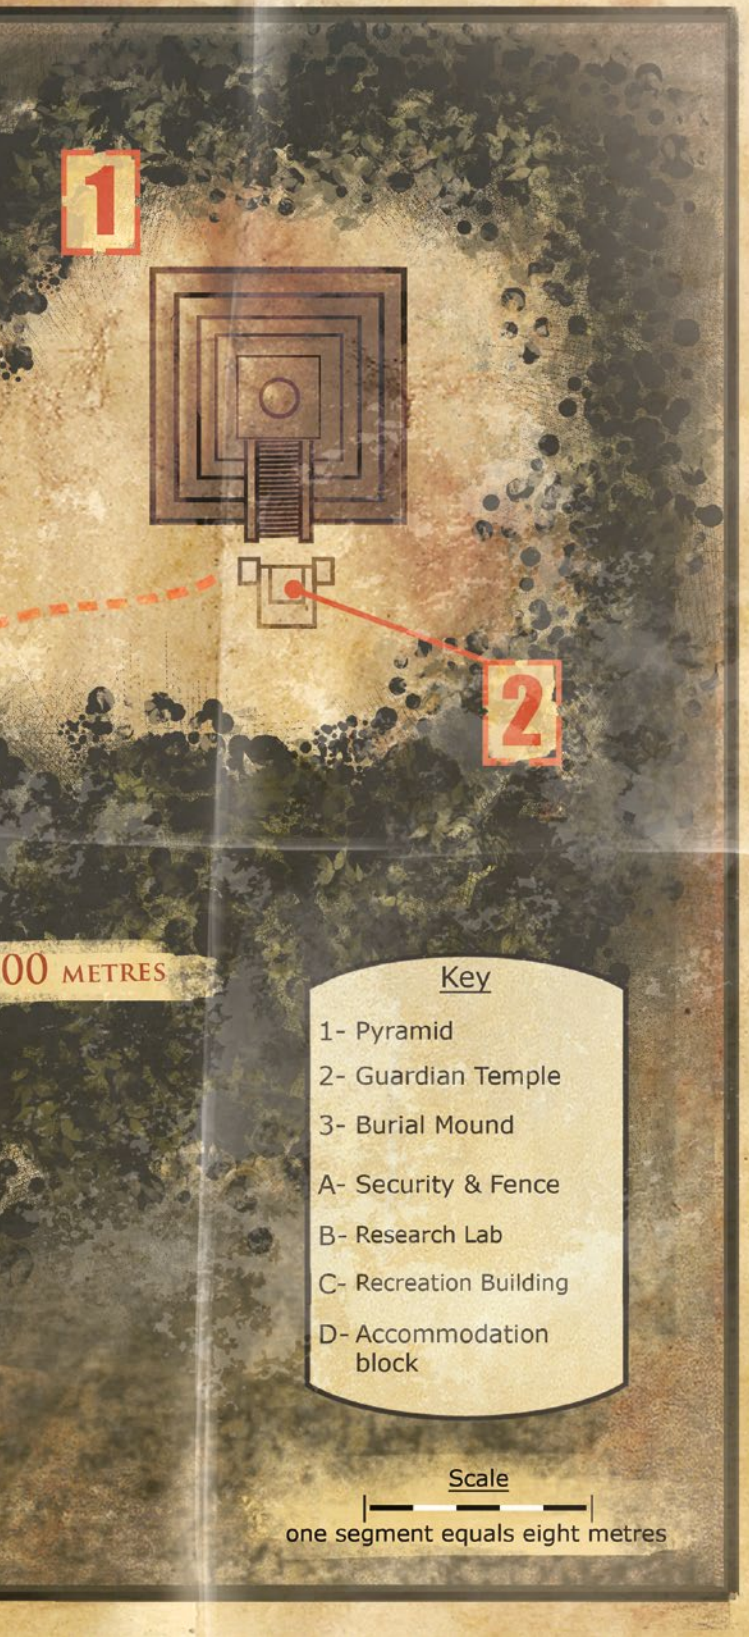 1
2
00 METRES
Key
1- Pyramid
2- Guardian Temple
3- Burial Mound
A- Security & Fence
B- Research Lab
C- Recreation Building
D- Accommodation
block
Scale
one segment equals eight metres